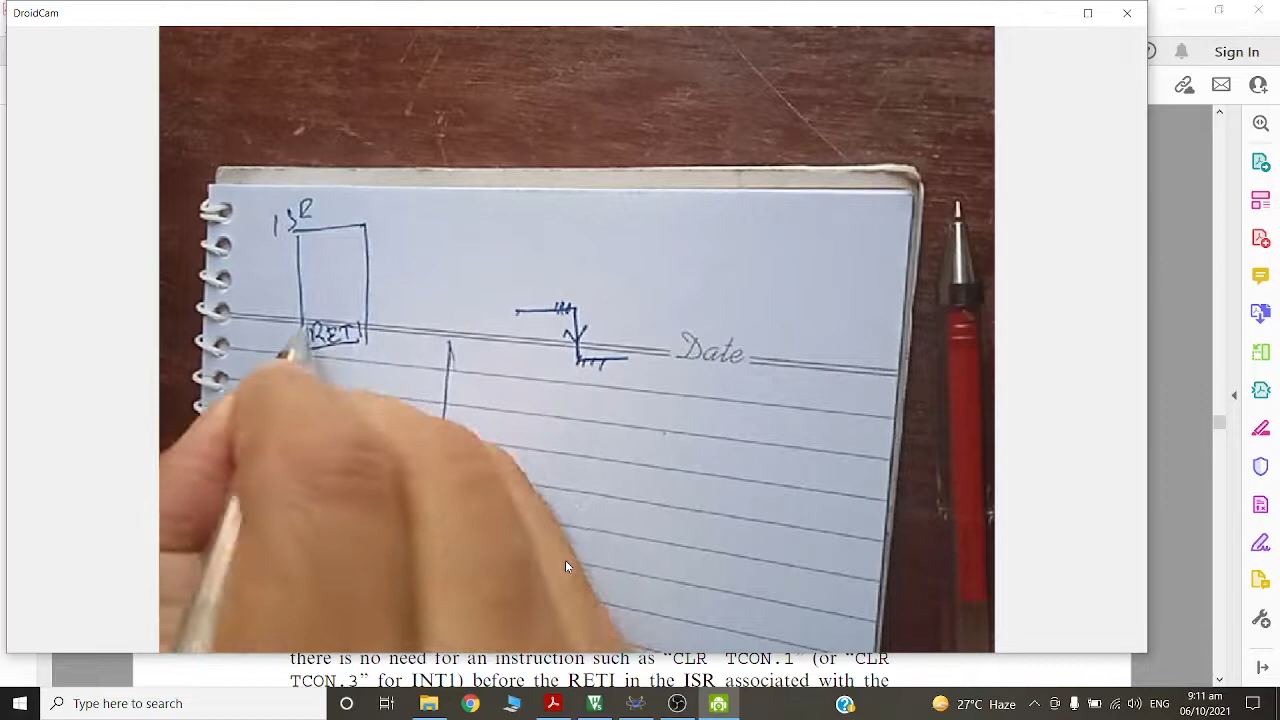 DroidCam
Sign In
ISR
RETI
Date
there is no need for an instruction such as “CLR TCON.1” (or “CLR
TCON.3” for INT1) before the RETI in the ISR associated with the
Type here to search
27°C Haze
ENG
9:11 am
06/10/2021